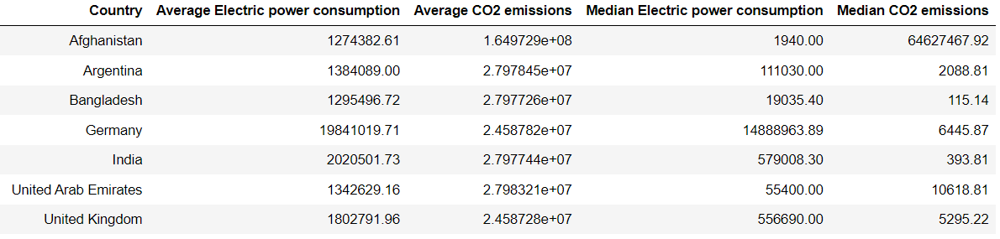 Country Average Electric power consumption Average CO2 emissions Median Electric power consumption Median CO2 emissions
Afghanistan 1274382.61 1.649729e+08 1940.00 64627467.92
Argentina 1384089.00 2.797845e+07 111030.00 2088.81
Bangladesh 1295496.72 2.797726e+07 19035.40 115.14
Germany 19841019.71 2.458782e+07 14888963.89 6445.87
India 2020501.73 2.797744e+07 579008.30 393.81
United Arab Emirates 1342629.16 2.798321e+07 55400.00 10618.81
United Kingdom 1802791.96 2.458728e+07 556690.00 5295.22